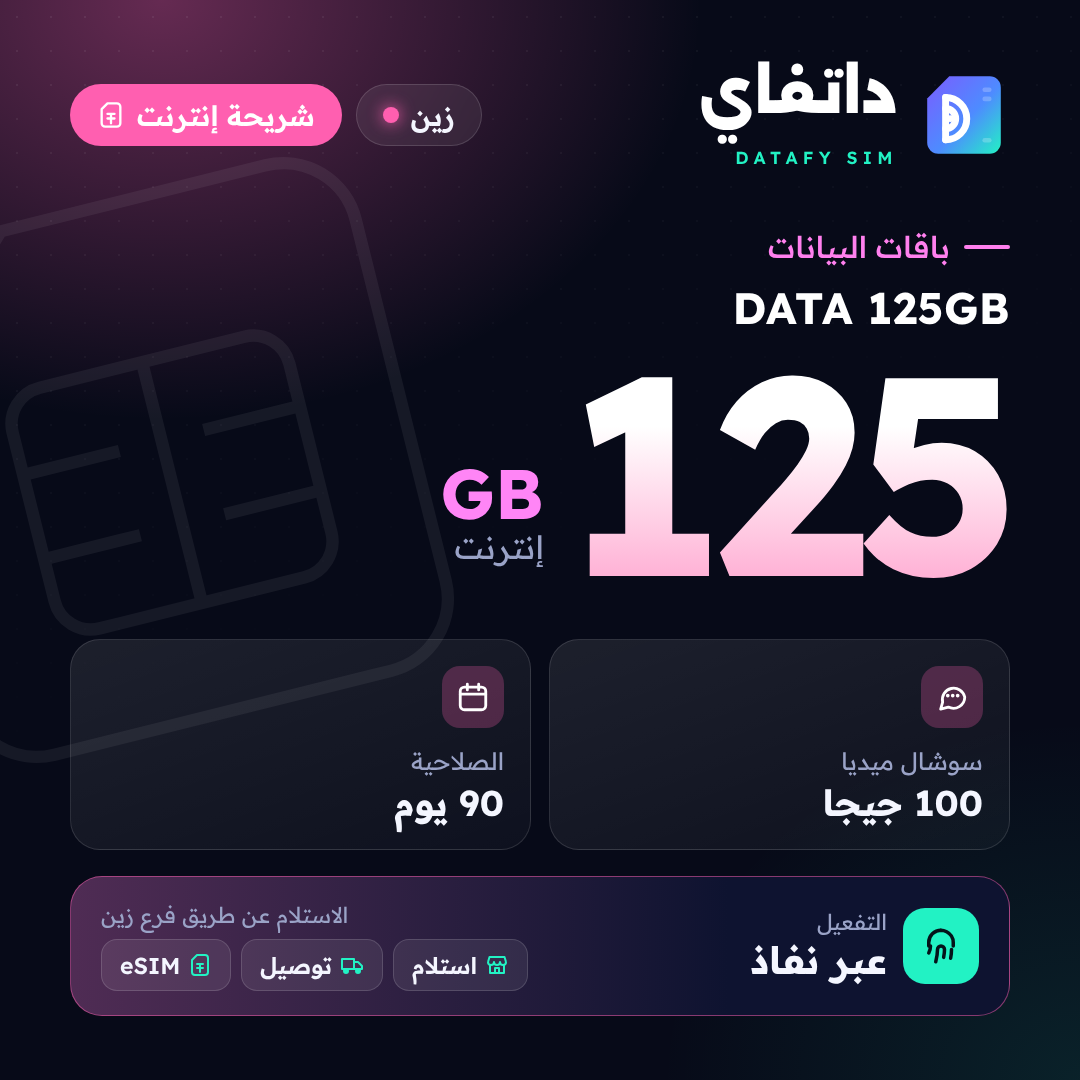 داتفاي
DATAFY SIM
زين
شريحة إنترنت
باقات البيانات
DATA 125GB
125
GB
إنترنت
سوشال ميديا
100 جيجا
الصلاحية
90 يوم
التفعيل
عبر نفاذ
الاستلام عن طريق فرع زين
استلام
توصيل
eSIM